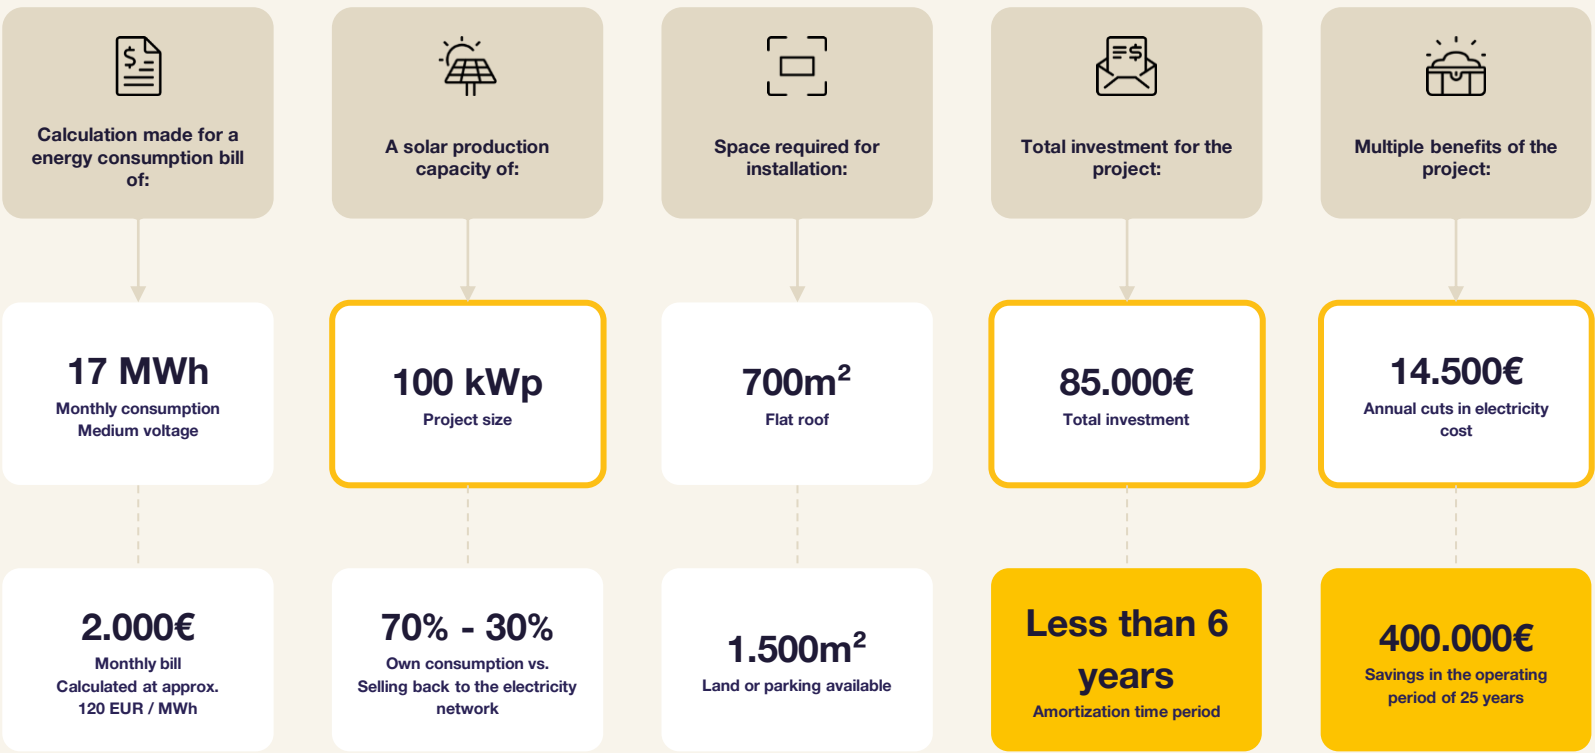 $
Calculation made for a
energy consumption bill
of:
A solar production
capacity of:
Space required for
installation:
$
Total investment for the
project:
Multiple benefits of the
project:
17 MWh
Monthly consumption
Medium voltage
100 kWp
Project size
700m²
Flat roof
85.000€
Total investment
14.500€
Annual cuts in electricity
cost
2.000€
Monthly bill
Calculated at approx.
120 EUR / MWh
70% - 30%
Own consumption vs.
Selling back to the electricity
network
1.500m²
Land or parking available
Less than 6
years
Amortization time period
400.000€
Savings in the operating
period of 25 years